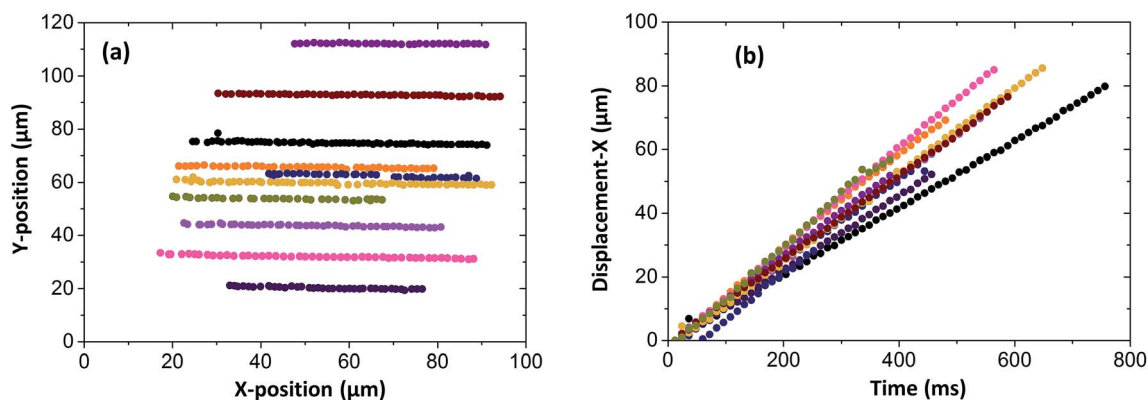 (a)
Y-position (μm)
120
100
80
60
40
20
0
0 20 40 60 80 100
X-position (μm)
(b)
Displacement-X (μm)
100
80
60
40
20
0
0 200 400 600 800
Time (ms)